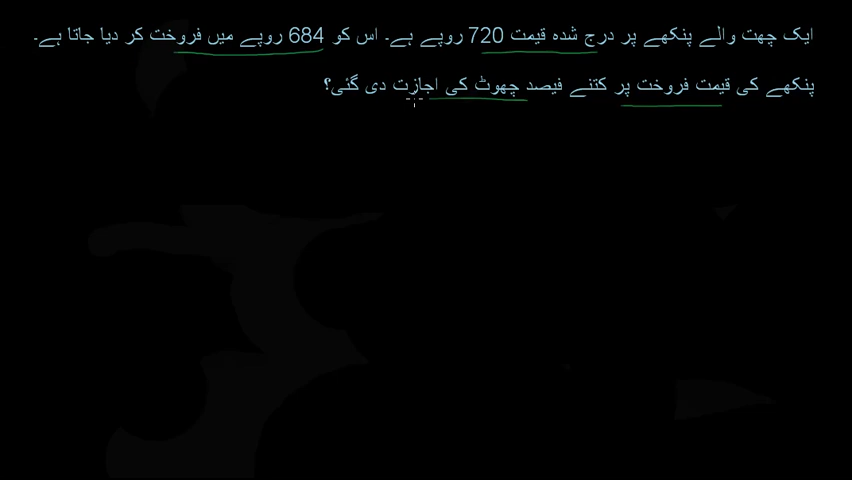 ایک چھت والے پنکھے پر درج شدہ قیمت 720 روپے ہے۔ اس کو 684 روپے میں فروخت کر دیا جاتا ہے۔
پنکھے کی قیمت فروخت پر کتنے فیصد چھوٹ کی اجازت دی گئی؟